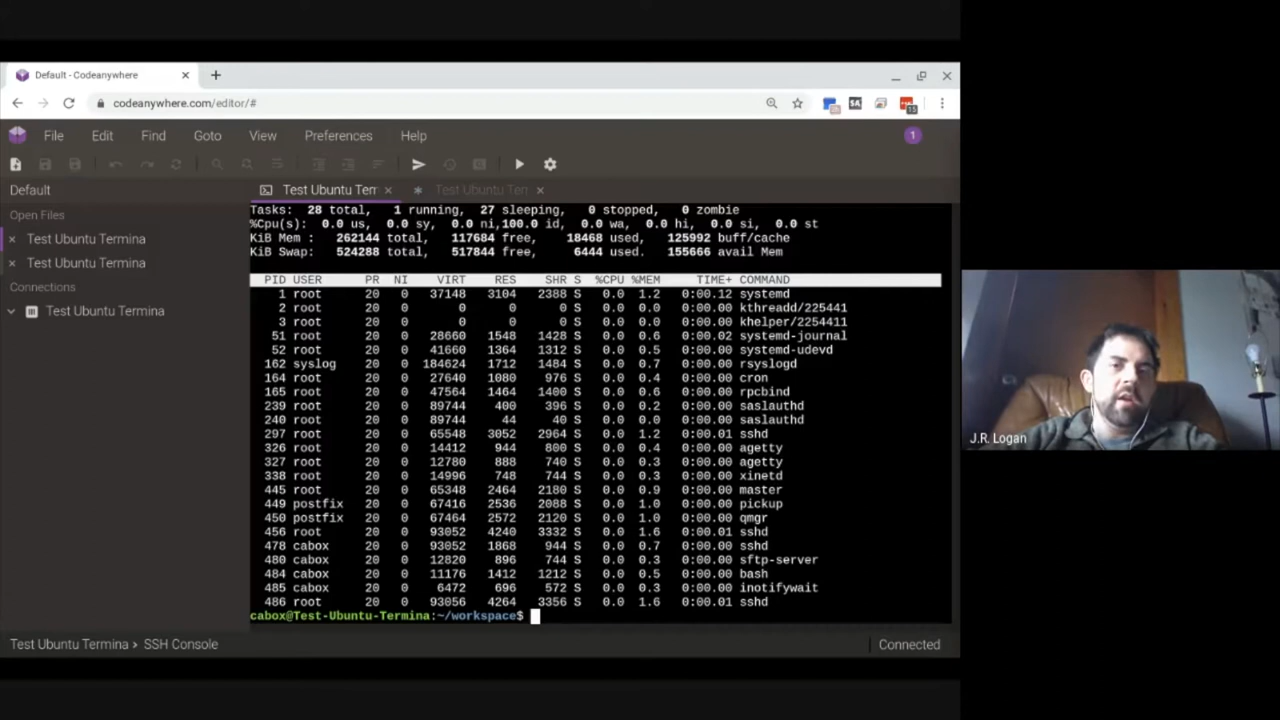 Default - Codeanywhere
codeanywhere.com/editor/#
15
File Edit Find Goto View Preferences Help
1
Default
Test Ubuntu Terr
Test Ubuntu Terr
Open Files
Test Ubuntu Termina
Test Ubuntu Termina
Connections
Test Ubuntu Termina
Tasks: 28 total, 1 running, 27 sleeping, 0 stopped, 0 zombie
%Cpu(s): 0.0 us, 0.0 sy, 0.0 ni,100.0 id, 0.0 wa, 0.0 hi, 0.0 si, 0.0 st
KiB Mem : 262144 total, 117684 free, 18468 used, 125992 buff/cache
KiB Swap: 524288 total, 517844 free, 6444 used. 155666 avail Mem
PID USER PR NI VIRT RES SHR S %CPU %MEM TIME+ COMMAND
1 root 20 0 37148 3104 2388 S 0.0 1.2 0:00.12 systemd
2 root 20 0 0 0 0 S 0.0 0.0 0:00.00 kthreadd/225441
3 root 20 0 0 0 0 S 0.0 0.0 0:00.00 khelper/2254411
51 root 20 0 28660 1548 1428 S 0.0 0.6 0:00.02 systemd-journal
52 root 20 0 41660 1364 1312 S 0.0 0.5 0:00.00 systemd-udevd
162 syslog 20 0 184624 1712 1484 S 0.0 0.7 0:00.00 rsyslogd
164 root 20 0 27640 1080 976 S 0.0 0.4 0:00.00 cron
165 root 20 0 47564 1464 1400 S 0.0 0.6 0:00.00 rpcbind
239 root 20 0 89744 400 396 S 0.0 0.2 0:00.00 saslauthd
240 root 20 0 89744 44 40 S 0.0 0.0 0:00.00 saslauthd
297 root 20 0 65548 3052 2964 S 0.0 1.2 0:00.01 sshd
326 root 20 0 14412 944 800 S 0.0 0.4 0:00.00 agetty
327 root 20 0 12780 888 740 S 0.0 0.3 0:00.00 agetty
338 root 20 0 14996 748 744 S 0.0 0.3 0:00.00 xinetd
445 root 20 0 65348 2464 2180 S 0.0 0.9 0:00.00 master
449 postfix 20 0 67416 2536 2088 S 0.0 1.0 0:00.00 pickup
450 postfix 20 0 67464 2572 2120 S 0.0 1.0 0:00.00 qmgr
456 root 20 0 93052 4240 3332 S 0.0 1.6 0:00.01 sshd
478 cabox 20 0 93052 1868 944 S 0.0 0.7 0:00.00 sshd
480 cabox 20 0 12820 896 744 S 0.0 0.3 0:00.00 sftp-server
484 cabox 20 0 11176 1412 1212 S 0.0 0.5 0:00.00 bash
485 cabox 20 0 6472 696 572 S 0.0 0.3 0:00.00 inotifywait
486 root 20 0 93056 4264 3356 S 0.0 1.6 0:00.01 sshd
cabox@Test-Ubuntu-Termina:~/workspace$
Test Ubuntu Termina › SSH Console
Connected
J.R. Logan